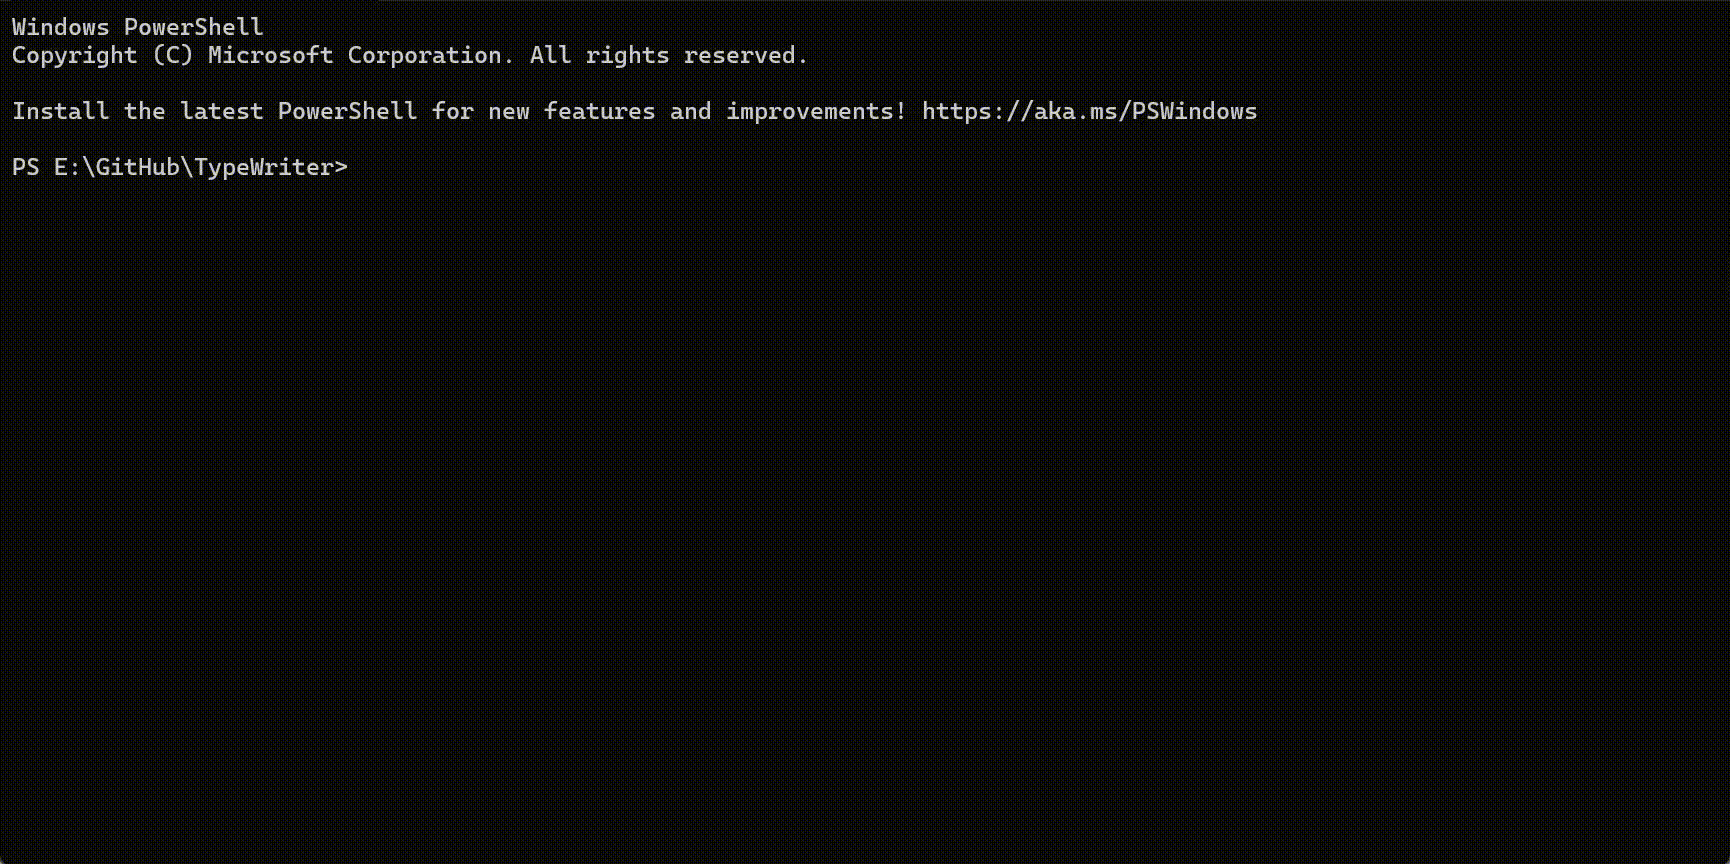 Windows PowerShell
Copyright (C) Microsoft Corporation. All rights reserved.
Install the latest PowerShell for new features and improvements! https://aka.ms/PSWindows
PS E:\GitHub\TypeWriter>